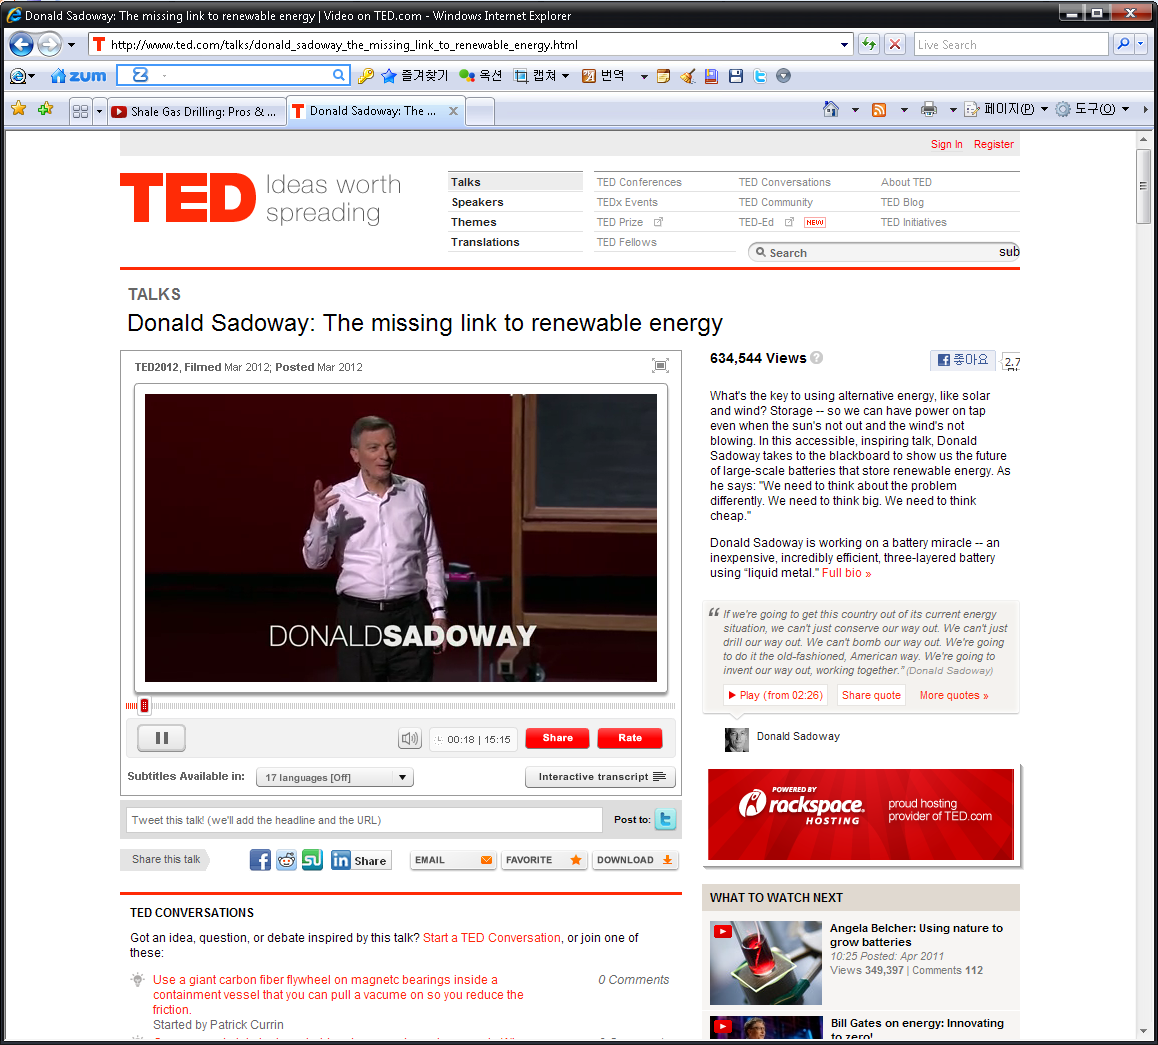 Donald Sadoway: The missing link to renewable energy | Video on TED.com - Windows Internet Explorer
http://www.ted.com/talks/donald_sadoway_the_missing_link_to_renewable_energy.html
Live Search
zum
즐겨찾기 옥션 캡쳐 번역
Shale Gas Drilling: Pros & ...
Donald Sadoway: The ...
페이지(P) 도구(O)
Sign In Register
TED Ideas worth spreading
Talks
Speakers
Themes
Translations
TED Conferences TED Conversations About TED
TEDx Events TED Community TED Blog
TED Prize TED-Ed NEW TED Initiatives
TED Fellows
Search sub
TALKS
Donald Sadoway: The missing link to renewable energy
TED2012, Filmed Mar 2012; Posted Mar 2012
DONALDSADOWAY
00:18 | 15:15
Share Rate
Subtitles Available in: 17 languages [Off] Interactive transcript
Tweet this talk! (we'll add the headline and the URL) Post to:
Share this talk
Share
EMAIL FAVORITE DOWNLOAD
TED CONVERSATIONS
Got an idea, question, or debate inspired by this talk? Start a TED Conversation, or join one of
these:
Use a giant carbon fiber flywheel on magnetc bearings inside a
containment vessel that you can pull a vacume on so you reduce the
friction.
0 Comments
Started by Patrick Currin
634,544 Views
좋아요
What's the key to using alternative energy, like solar
and wind? Storage -- so we can have power on tap
even when the sun's not out and the wind's not
blowing. In this accessible, inspiring talk, Donald
Sadoway takes to the blackboard to show us the future
of large-scale batteries that store renewable energy. As
he says: "We need to think about the problem
differently. We need to think big. We need to think
cheap."
Donald Sadoway is working on a battery miracle -- an
inexpensive, incredibly efficient, three-layered battery
using “liquid metal." Full bio »
“ If we're going to get this country out of its current energy
situation, we can't just conserve our way out. We can't just
drill our way out. We can't bomb our way out. We're going
to do it the old-fashioned, American way. We're going to
invent our way out, working together.” (Donald Sadoway)
Play (from 02:26) Share quote More quotes »
Donald Sadoway
POWERED BY
rackspace.
HOSTING
proud hosting
provider of TED.com
WHAT TO WATCH NEXT
Angela Belcher: Using nature to
grow batteries
10:25 Posted: Apr 2011
Views 349,397 | Comments 112
Bill Gates on energy: Innovating
to zero!